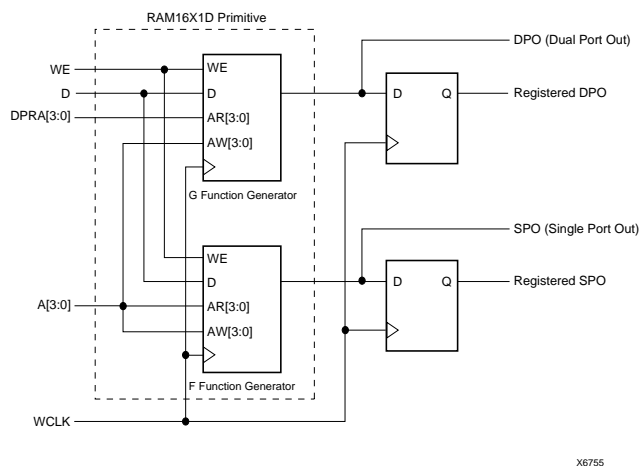 RAM16X1D Primitive
WE
D
DPRA[3:0]
WE
D
AR[3:0]
AW[3:0]
G Function Generator
DPO (Dual Port Out)
D Q
Registered DPO
A[3:0]
WE
D
AR[3:0]
AW[3:0]
F Function Generator
SPO (Single Port Out)
D Q
Registered SPO
WCLK
X6755